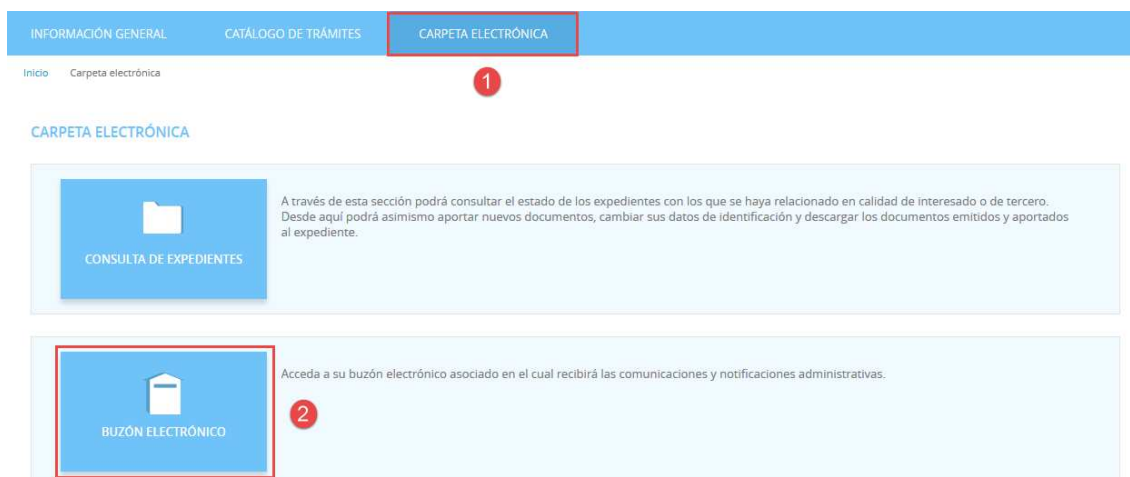 INFORMACIÓN GENERAL CATÁLOGO DE TRÁMITES CARPETA ELECTRÓNICA
Inicio Carpeta electrónica
1
CARPETA ELECTRÓNICA
A través de esta sección podrá consultar el estado de los expedientes con los que se haya relacionado en calidad de interesado o de tercero.
Desde aquí podrá asimismo aportar nuevos documentos, cambiar sus datos de identificación y descargar los documentos emitidos y aportados
al expediente.
CONSULTA DE EXPEDIENTES
Acceda a su buzón electrónico asociado en el cual recibirá las comunicaciones y notificaciones administrativas.
2
BUZÓN ELECTRÓNICO